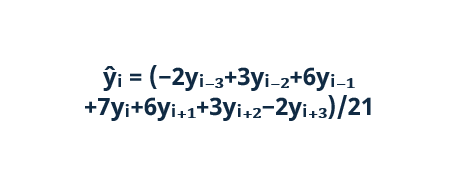 ŷᵢ = (−2yᵢ₋₃+3yᵢ₋₂+6yᵢ₋₁
+7yᵢ+6yᵢ₊₁+3yᵢ₊₂−2yᵢ₊₃)/21